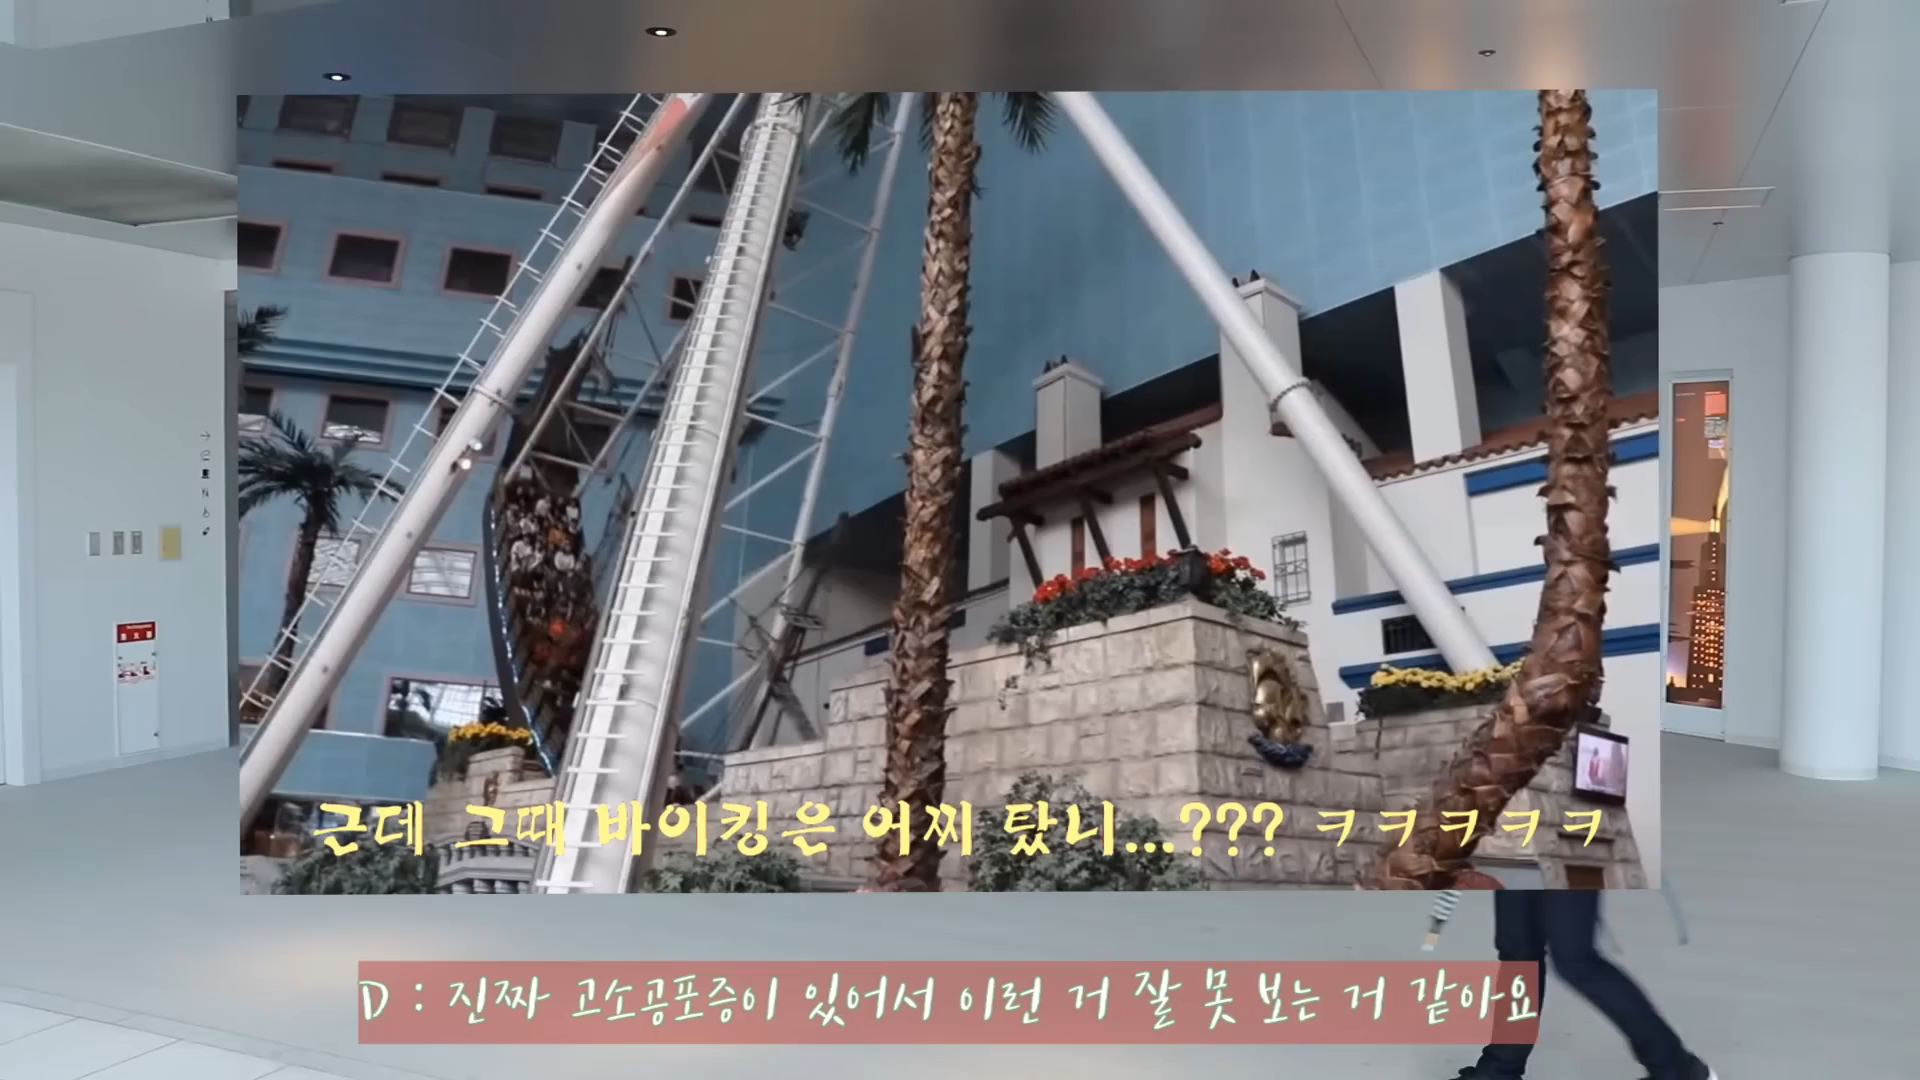 근데 그때 바이킹은 어찌 탔니...??? ㅋㅋㅋㅋㅋ
D : 진짜 고소공포증이 있어서 이런 거 잘 못 보는 거 같아요